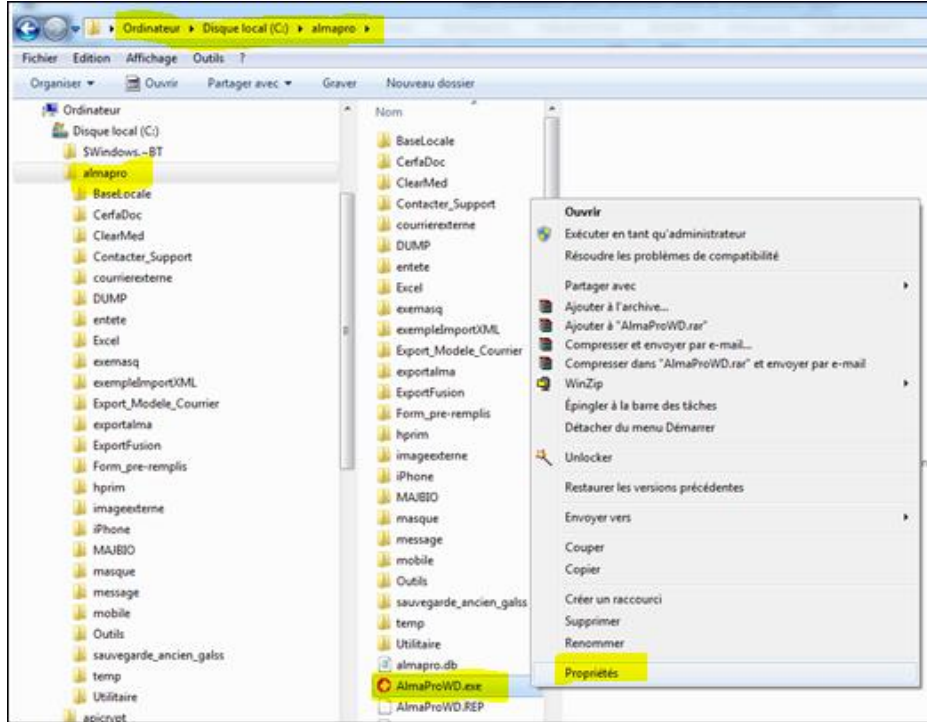 Ordinateur ▸ Disque local (C:) ▸ almapro ▸
Fichier Edition Affichage Outils ?
Organiser Ouvrir Partager avec Graver Nouveau dossier
Ordinateur
Disque local (C:)
$Windows.~BT
almapro
BaseLocale
CerfaDoc
ClearMed
Contacter_Support
courrierexterne
DUMP
entete
Excel
exemasq
exempleImportXML
Export_Modele_Courrier
exportalma
ExportFusion
Form_pre-remplis
hprim
imageexterne
iPhone
MAJBIO
masque
message
mobile
Outils
sauvegarde_ancien_galss
temp
Utilitaire
apicrypt
Nom
BaseLocale
CerfaDoc
ClearMed
Contacter_Support
courrierexterne
DUMP
entete
Excel
exemasq
exempleImportXML
Export_Modele_Courrier
exportalma
ExportFusion
Form_pre-remplis
hprim
imageexterne
iPhone
MAJBIO
masque
message
mobile
Outils
sauvegarde_ancien_galss
temp
Utilitaire
almapro.db
AlmaProWD.exe
AlmaProWD.REP
Ouvrir
Exécuter en tant qu'administrateur
Résoudre les problèmes de compatibilité
Partager avec
Ajouter à l'archive...
Ajouter à "AlmaProWD.rar"
Compresser et envoyer par e-mail...
Compresser dans "AlmaProWD.rar" et envoyer par e-mail
WinZip
Épingler à la barre des tâches
Détacher du menu Démarrer
Unlocker
Restaurer les versions précédentes
Envoyer vers
Couper
Copier
Créer un raccourci
Supprimer
Renommer
Propriétés